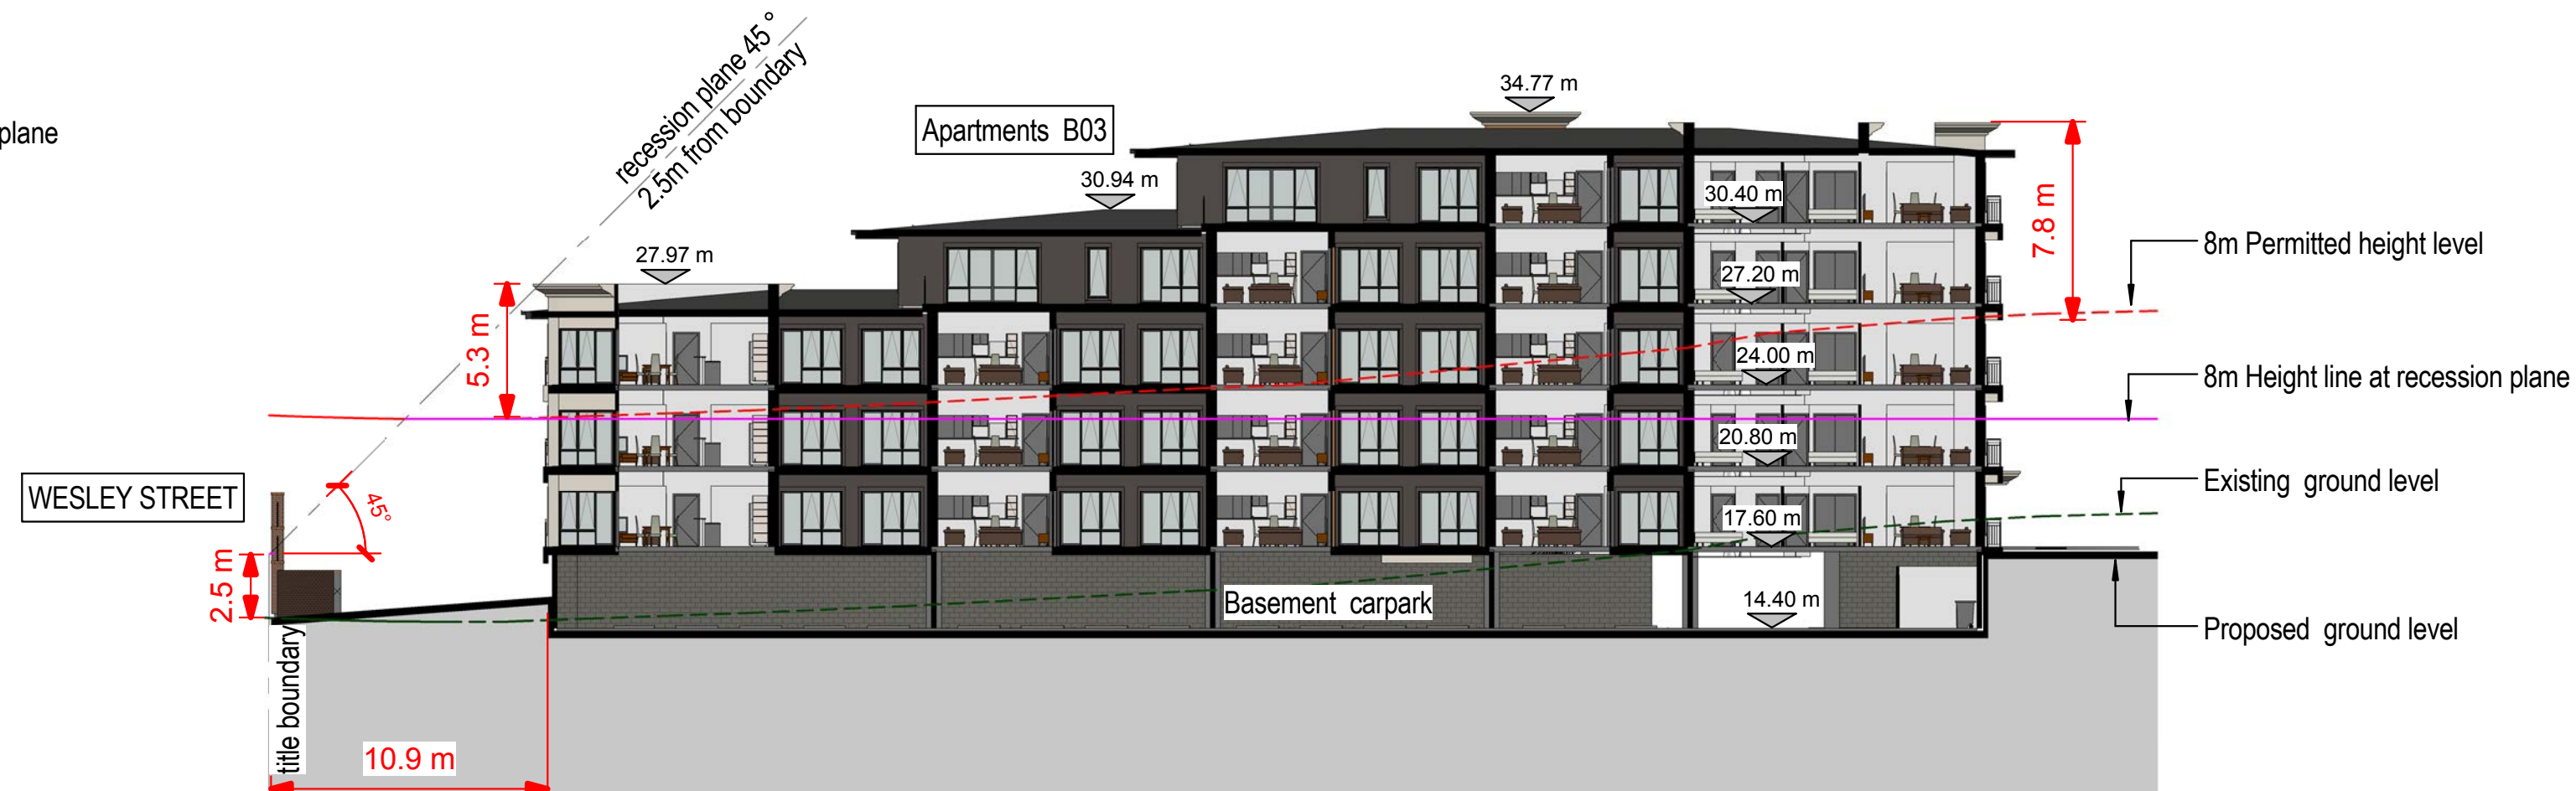 plane
recession plane 45°
2.5m from boundary
Apartments B03
34.77 m
30.94 m
27.97 m
30.40 m
27.20 m
24.00 m
20.80 m
17.60 m
14.40 m
7.8 m
5.3 m
8m Permitted height level
8m Height line at recession plane
Existing ground level
Proposed ground level
WESLEY STREET
45°
2.5 m
Basement carpark
title boundary
10.9 m